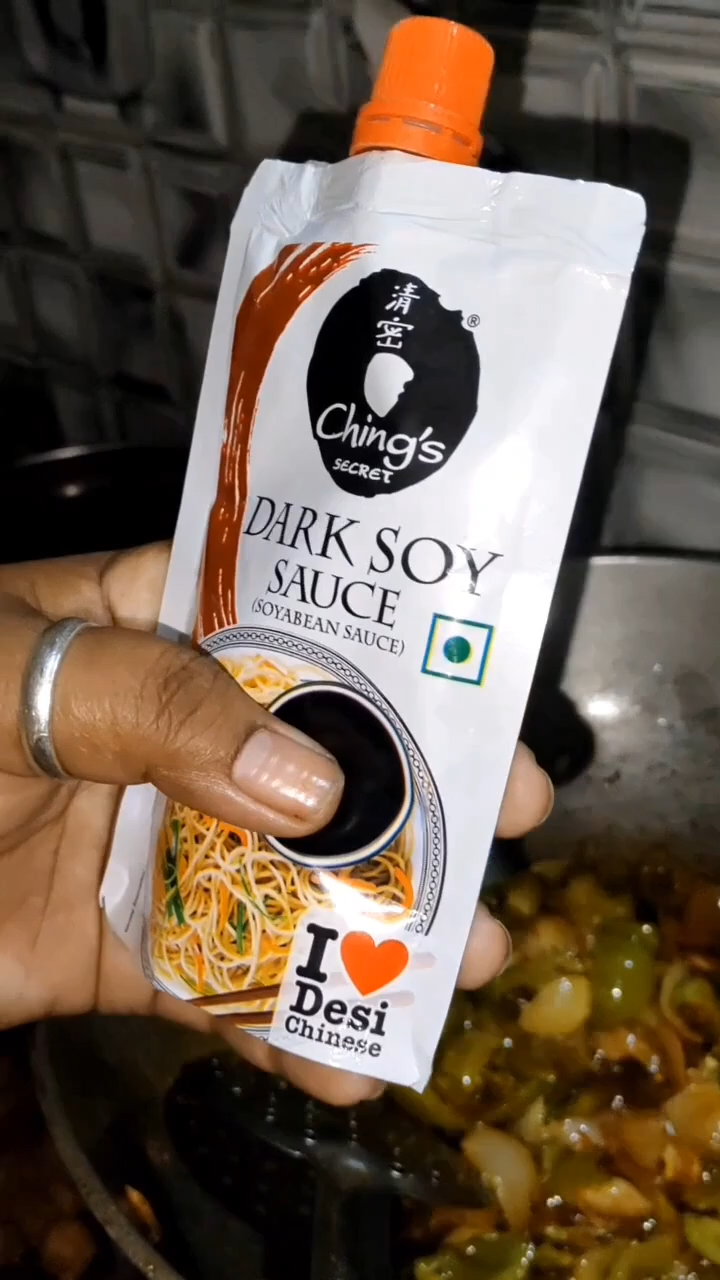 清
密
®
Ching's
SECRET
DARK SOY
SAUCE
(SOYABEAN SAUCE)
I ❤
Desi
Chinese